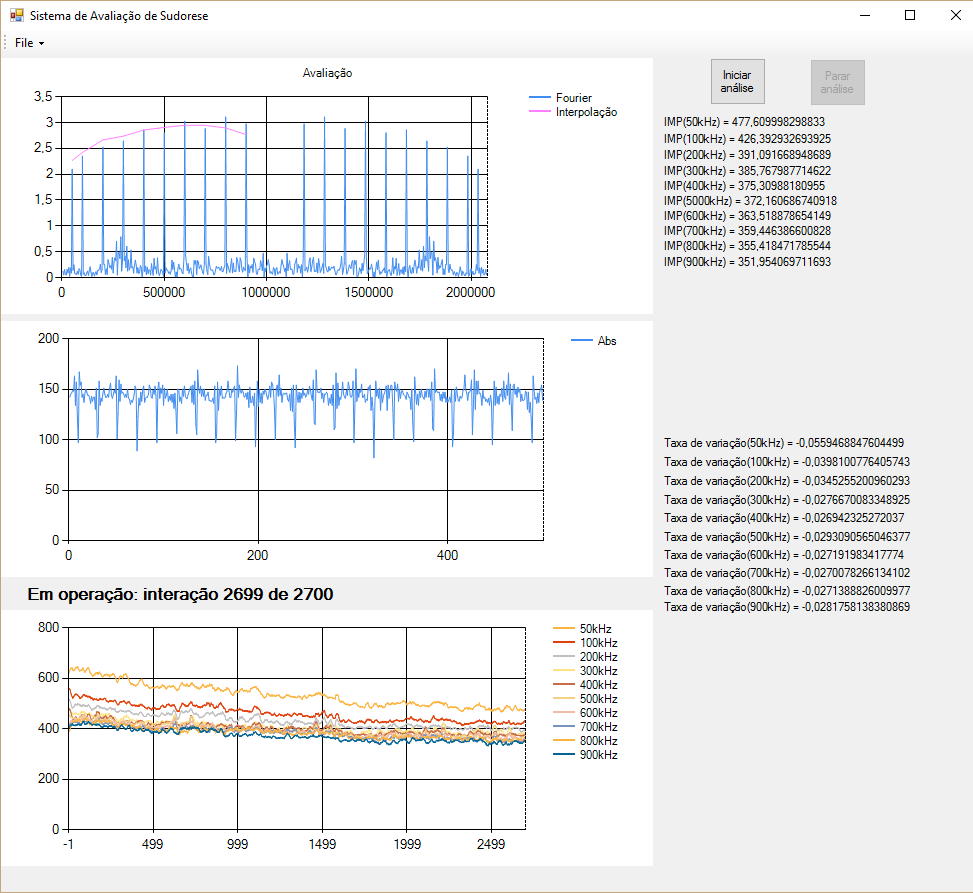 Sistema de Avaliação de Sudorese
File
Avaliação
3,5
3
2,5
2
1,5
1
0,5
0
0 500000 1000000 1500000 2000000
Fourier
Interpolação
Iniciar análise
Parar análise
IMP(50kHz) = 477,609998298833
IMP(100kHz) = 426,392932693925
IMP(200kHz) = 391,091668948689
IMP(300kHz) = 385,767987714622
IMP(400kHz) = 375,30988180955
IMP(5000kHz) = 372,160686740918
IMP(600kHz) = 363,518878654149
IMP(700kHz) = 359,446386600828
IMP(800kHz) = 355,418471785544
IMP(900kHz) = 351,954069711693
200
150
100
50
0
0 200 400
Abs
Taxa de variação(50kHz) = -0,0559468847604499
Taxa de variação(100kHz) = -0,0398100776405743
Taxa de variação(200kHz) = -0,0345255200960293
Taxa de variação(300kHz) = -0,0276670083348925
Taxa de variação(400kHz) = -0,026942325272037
Taxa de variação(500kHz) = -0,0293090565046377
Taxa de variação(600kHz) = -0,027191983417774
Taxa de variação(700kHz) = -0,0270078266134102
Taxa de variação(800kHz) = -0,0271388826009977
Taxa de variação(900kHz) = -0,0281758138380869
Em operação: interação 2699 de 2700
800
600
400
200
0
-1 499 999 1499 1999 2499
50kHz
100kHz
200kHz
300kHz
400kHz
500kHz
600kHz
700kHz
800kHz
900kHz